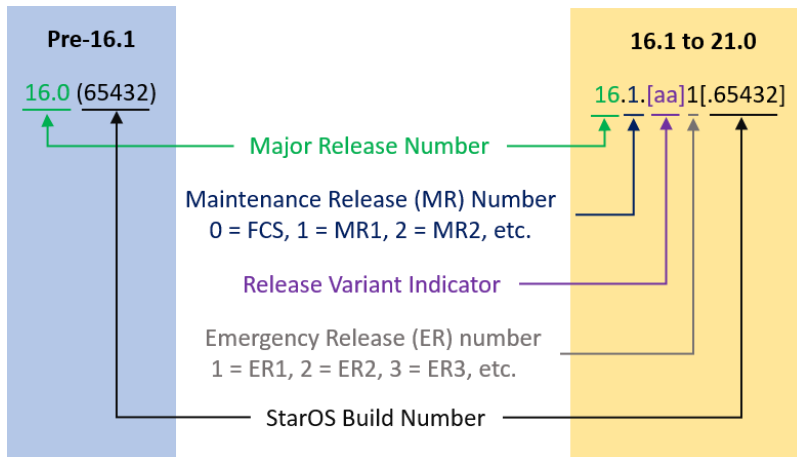 Pre-16.1
16.1 to 21.0
16.0 (65432)
16.1.[aa]1[.65432]
Major Release Number
Maintenance Release (MR) Number
0 = FCS, 1 = MR1, 2 = MR2, etc.
Release Variant Indicator
Emergency Release (ER) number
1 = ER1, 2 = ER2, 3 = ER3, etc.
StarOS Build Number